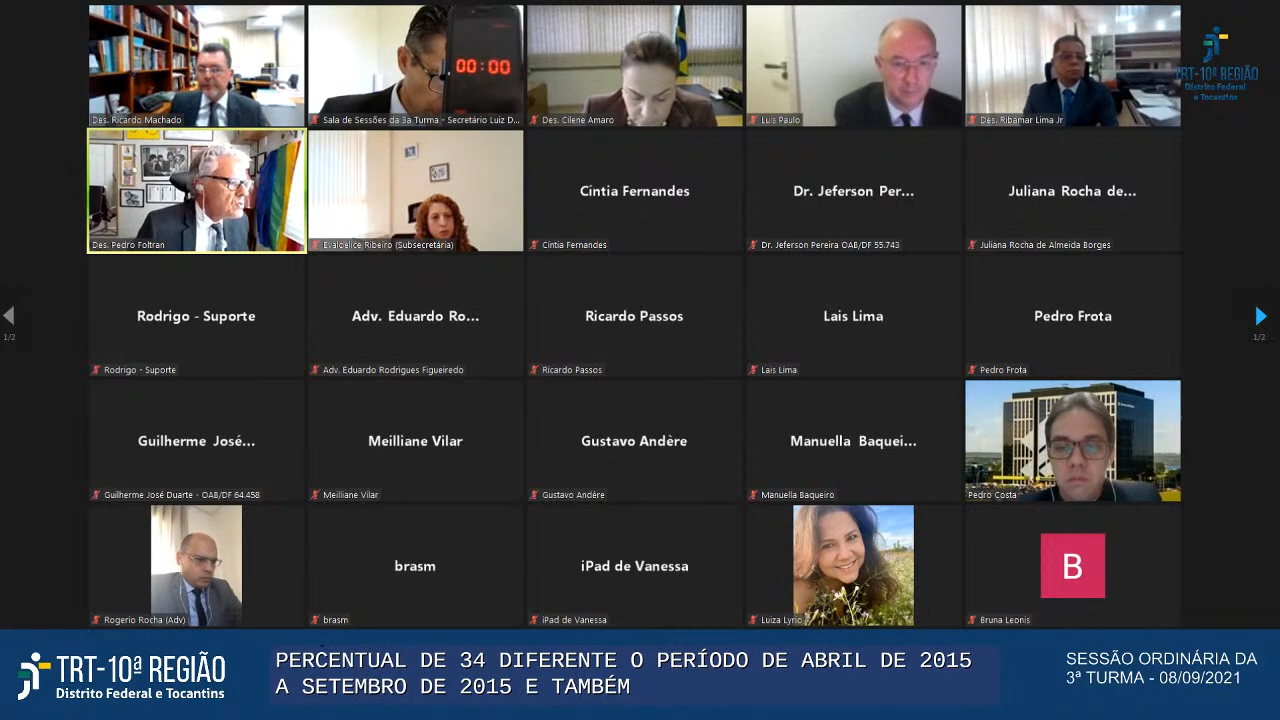 00:00
TRT-10ª REGIÃO
Distrito Federal
e Tocantins
Des. Ricardo Machado
Sala de Sessões da 3a Turma - Secretário Luiz D...
Des. Cilene Amaro
Luis Paulo
Des. Ribamar Lima Jr
Des. Pedro Foltran
Evaldelice Ribeiro (Subsecretária)
Cíntia Fernandes
Cíntia Fernandes
Dr. Jeferson Per...
Dr. Jeferson Pereira OAB/DF 55.743
Juliana Rocha de...
Juliana Rocha de Almeida Borges
Rodrigo - Suporte
Rodrigo - Suporte
Adv. Eduardo Ro...
Adv. Eduardo Rodrigues Figueiredo
Ricardo Passos
Ricardo Passos
Lais Lima
Lais Lima
Pedro Frota
Pedro Frota
1/2
1/2
Guilherme José...
Guilherme José Duarte - OAB/DF 64.458
Meilliane Vilar
Meilliane Vilar
Gustavo Andère
Gustavo Andère
Manuella Baquei...
Manuella Baqueiro
Pedro Costa
Rogerio Rocha (Adv)
brasm
brasm
iPad de Vanessa
iPad de Vanessa
Luiza Lyrio
B
Bruna Leonis
TRT-10ª REGIÃO
Distrito Federal e Tocantins
PERCENTUAL DE 34 DIFERENTE O PERÍODO DE ABRIL DE 2015
A SETEMBRO DE 2015 E TAMBÉM
SESSÃO ORDINÁRIA DA
3ª TURMA - 08/09/2021